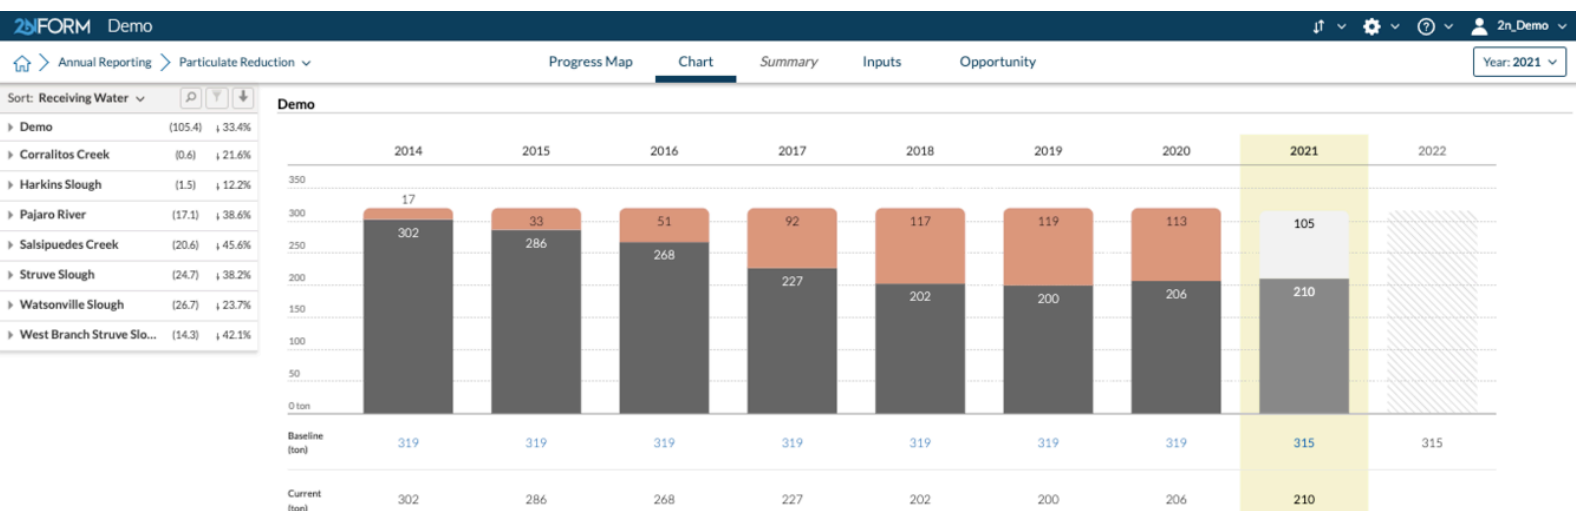 2NFORM Demo
2n_Demo
Annual Reporting Particulate Reduction
Progress Map Chart Summary Inputs Opportunity
Year: 2021
Sort: Receiving Water
Demo (105.4) ↓ 33.4%
Corralitos Creek (0.6) ↓ 21.6%
Harkins Slough (1.5) ↓ 12.2%
Pajaro River (17.1) ↓ 38.6%
Salsipuedes Creek (20.6) ↓ 45.6%
Struve Slough (24.7) ↓ 38.2%
Watsonville Slough (26.7) ↓ 23.7%
West Branch Struve Slo... (14.3) ↓ 42.1%
Demo
2014 2015 2016 2017 2018 2019 2020 2021 2022
350
300
250
200
150
100
50
0 ton
17 33 51 92 117 119 113 105
302 286 268 227 202 200 206 210
Baseline
(ton)
319 319 319 319 319 319 319 315 315
Current
(ton)
302 286 268 227 202 200 206 210